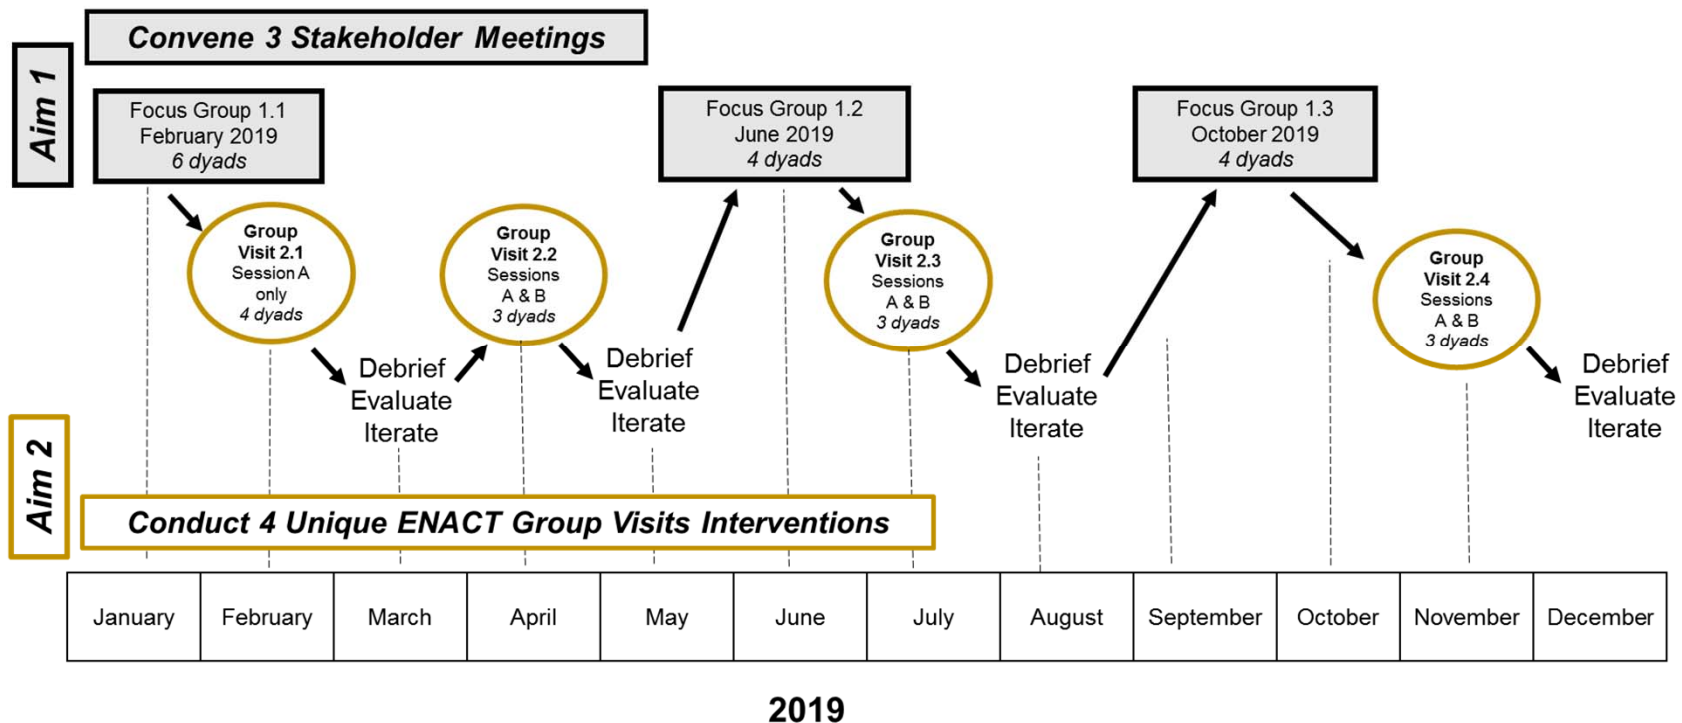 Convene 3 Stakeholder Meetings
Aim 1
Focus Group 1.1
February 2019
6 dyads
Focus Group 1.2
June 2019
4 dyads
Focus Group 1.3
October 2019
4 dyads
Group
Visit 2.1
Session A
only
4 dyads
Group
Visit 2.2
Sessions
A & B
3 dyads
Group
Visit 2.3
Sessions
A & B
3 dyads
Group
Visit 2.4
Sessions
A & B
3 dyads
Debrief
Evaluate
Iterate
Debrief
Evaluate
Iterate
Debrief
Evaluate
Iterate
Debrief
Evaluate
Iterate
Aim 2
Conduct 4 Unique ENACT Group Visits Interventions
January
February
March
April
May
June
July
August
September
October
November
December
2019